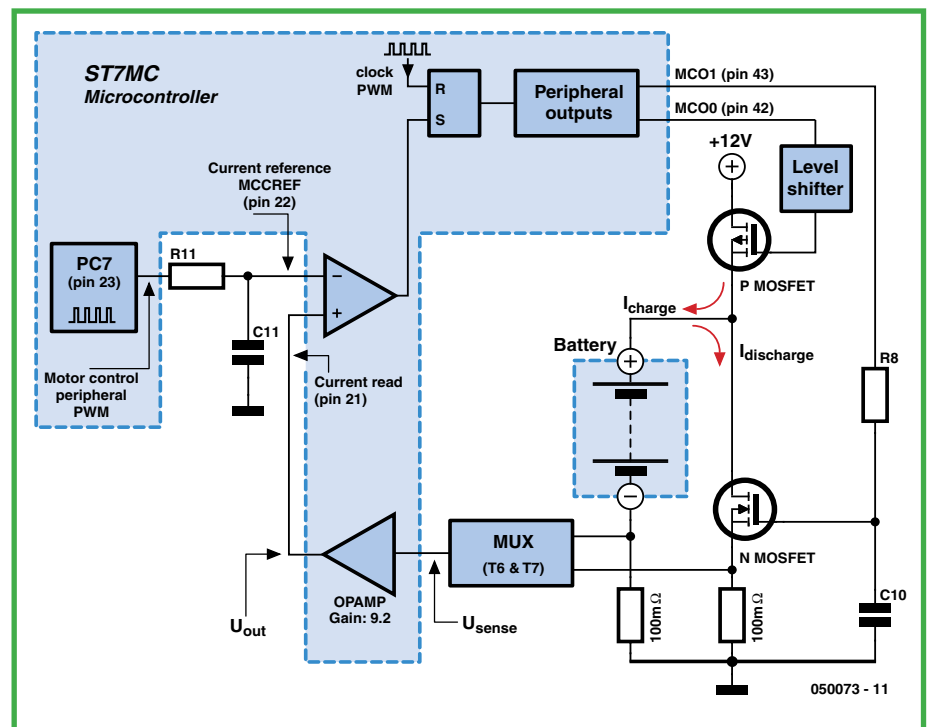 ST7MC
Microcontroller
clock
PWM
R
S
Peripheral
outputs
MCO1 (pin 43)
MCO0 (pin 42)
+12V
Level
shifter
P MOSFET
Current reference
MCCREF
(pin 22)
PC7
(pin 23)
R11
C11
−
+
Motor control
peripheral
PWM
Current read
(pin 21)
Icharge
Idischarge
Battery
+
−
R8
N MOSFET
C10
MUX
(T6 & T7)
OPAMP
Gain: 9.2
Uout
Usense
100mΩ
100mΩ
050073 - 11